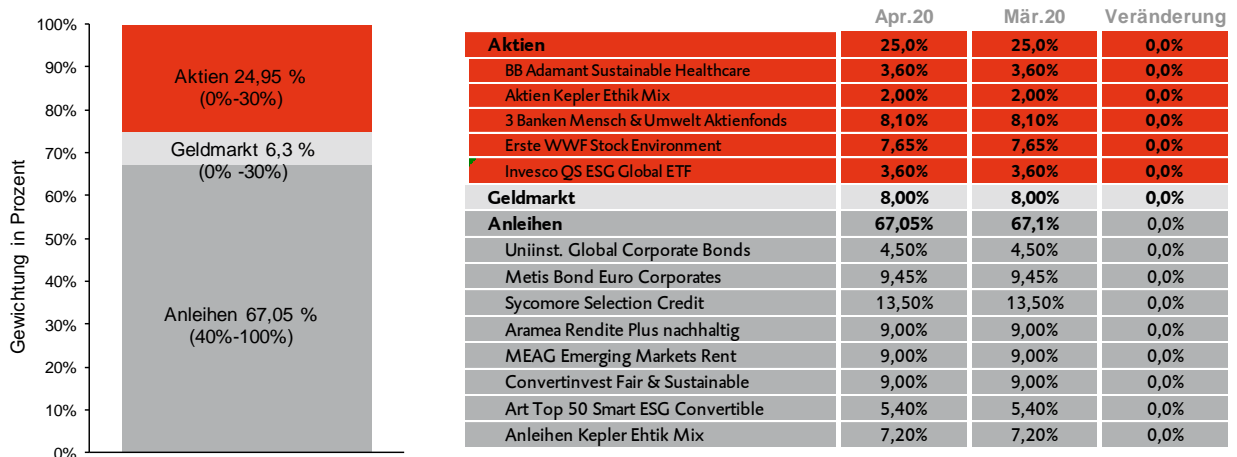 Gewichtung in Prozent
100%
90%
80%
70%
60%
50%
40%
30%
20%
10%
0%
Aktien 24,95 %
(0%-30%)
Geldmarkt 6,3 %
(0% -30%)
Anleihen 67,05 %
(40%-100%)
Apr.20 Mär.20 Veränderung
Aktien 25,0% 25,0% 0,0%
BB Adamant Sustainable Healthcare 3,60% 3,60% 0,0%
Aktien Kepler Ethik Mix 2,00% 2,00% 0,0%
3 Banken Mensch & Umwelt Aktienfonds 8,10% 8,10% 0,0%
Erste WWF Stock Environment 7,65% 7,65% 0,0%
Invesco QS ESG Global ETF 3,60% 3,60% 0,0%
Geldmarkt 8,00% 8,00% 0,0%
Anleihen 67,05% 67,1% 0,0%
Uniinst. Global Corporate Bonds 4,50% 4,50% 0,0%
Metis Bond Euro Corporates 9,45% 9,45% 0,0%
Sycomore Selection Credit 13,50% 13,50% 0,0%
Aramea Rendite Plus nachhaltig 9,00% 9,00% 0,0%
MEAG Emerging Markets Rent 9,00% 9,00% 0,0%
Convertinvest Fair & Sustainable 9,00% 9,00% 0,0%
Art Top 50 Smart ESG Convertible 5,40% 5,40% 0,0%
Anleihen Kepler Ehtik Mix 7,20% 7,20% 0,0%